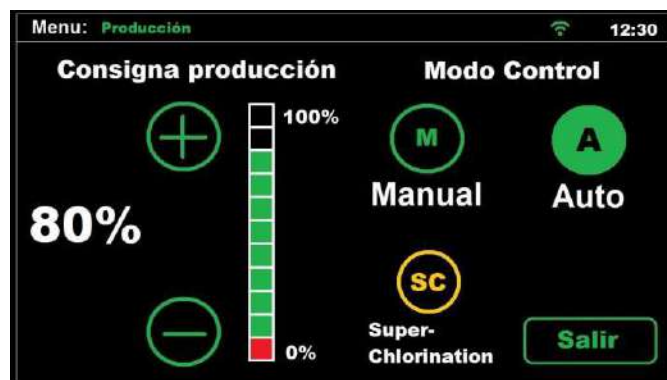 Menu: Producción
12:30
Consigna producción
Modo Control
100%
M
A
Manual
Auto
80%
SC
Super-
Chlorination
Salir
0%